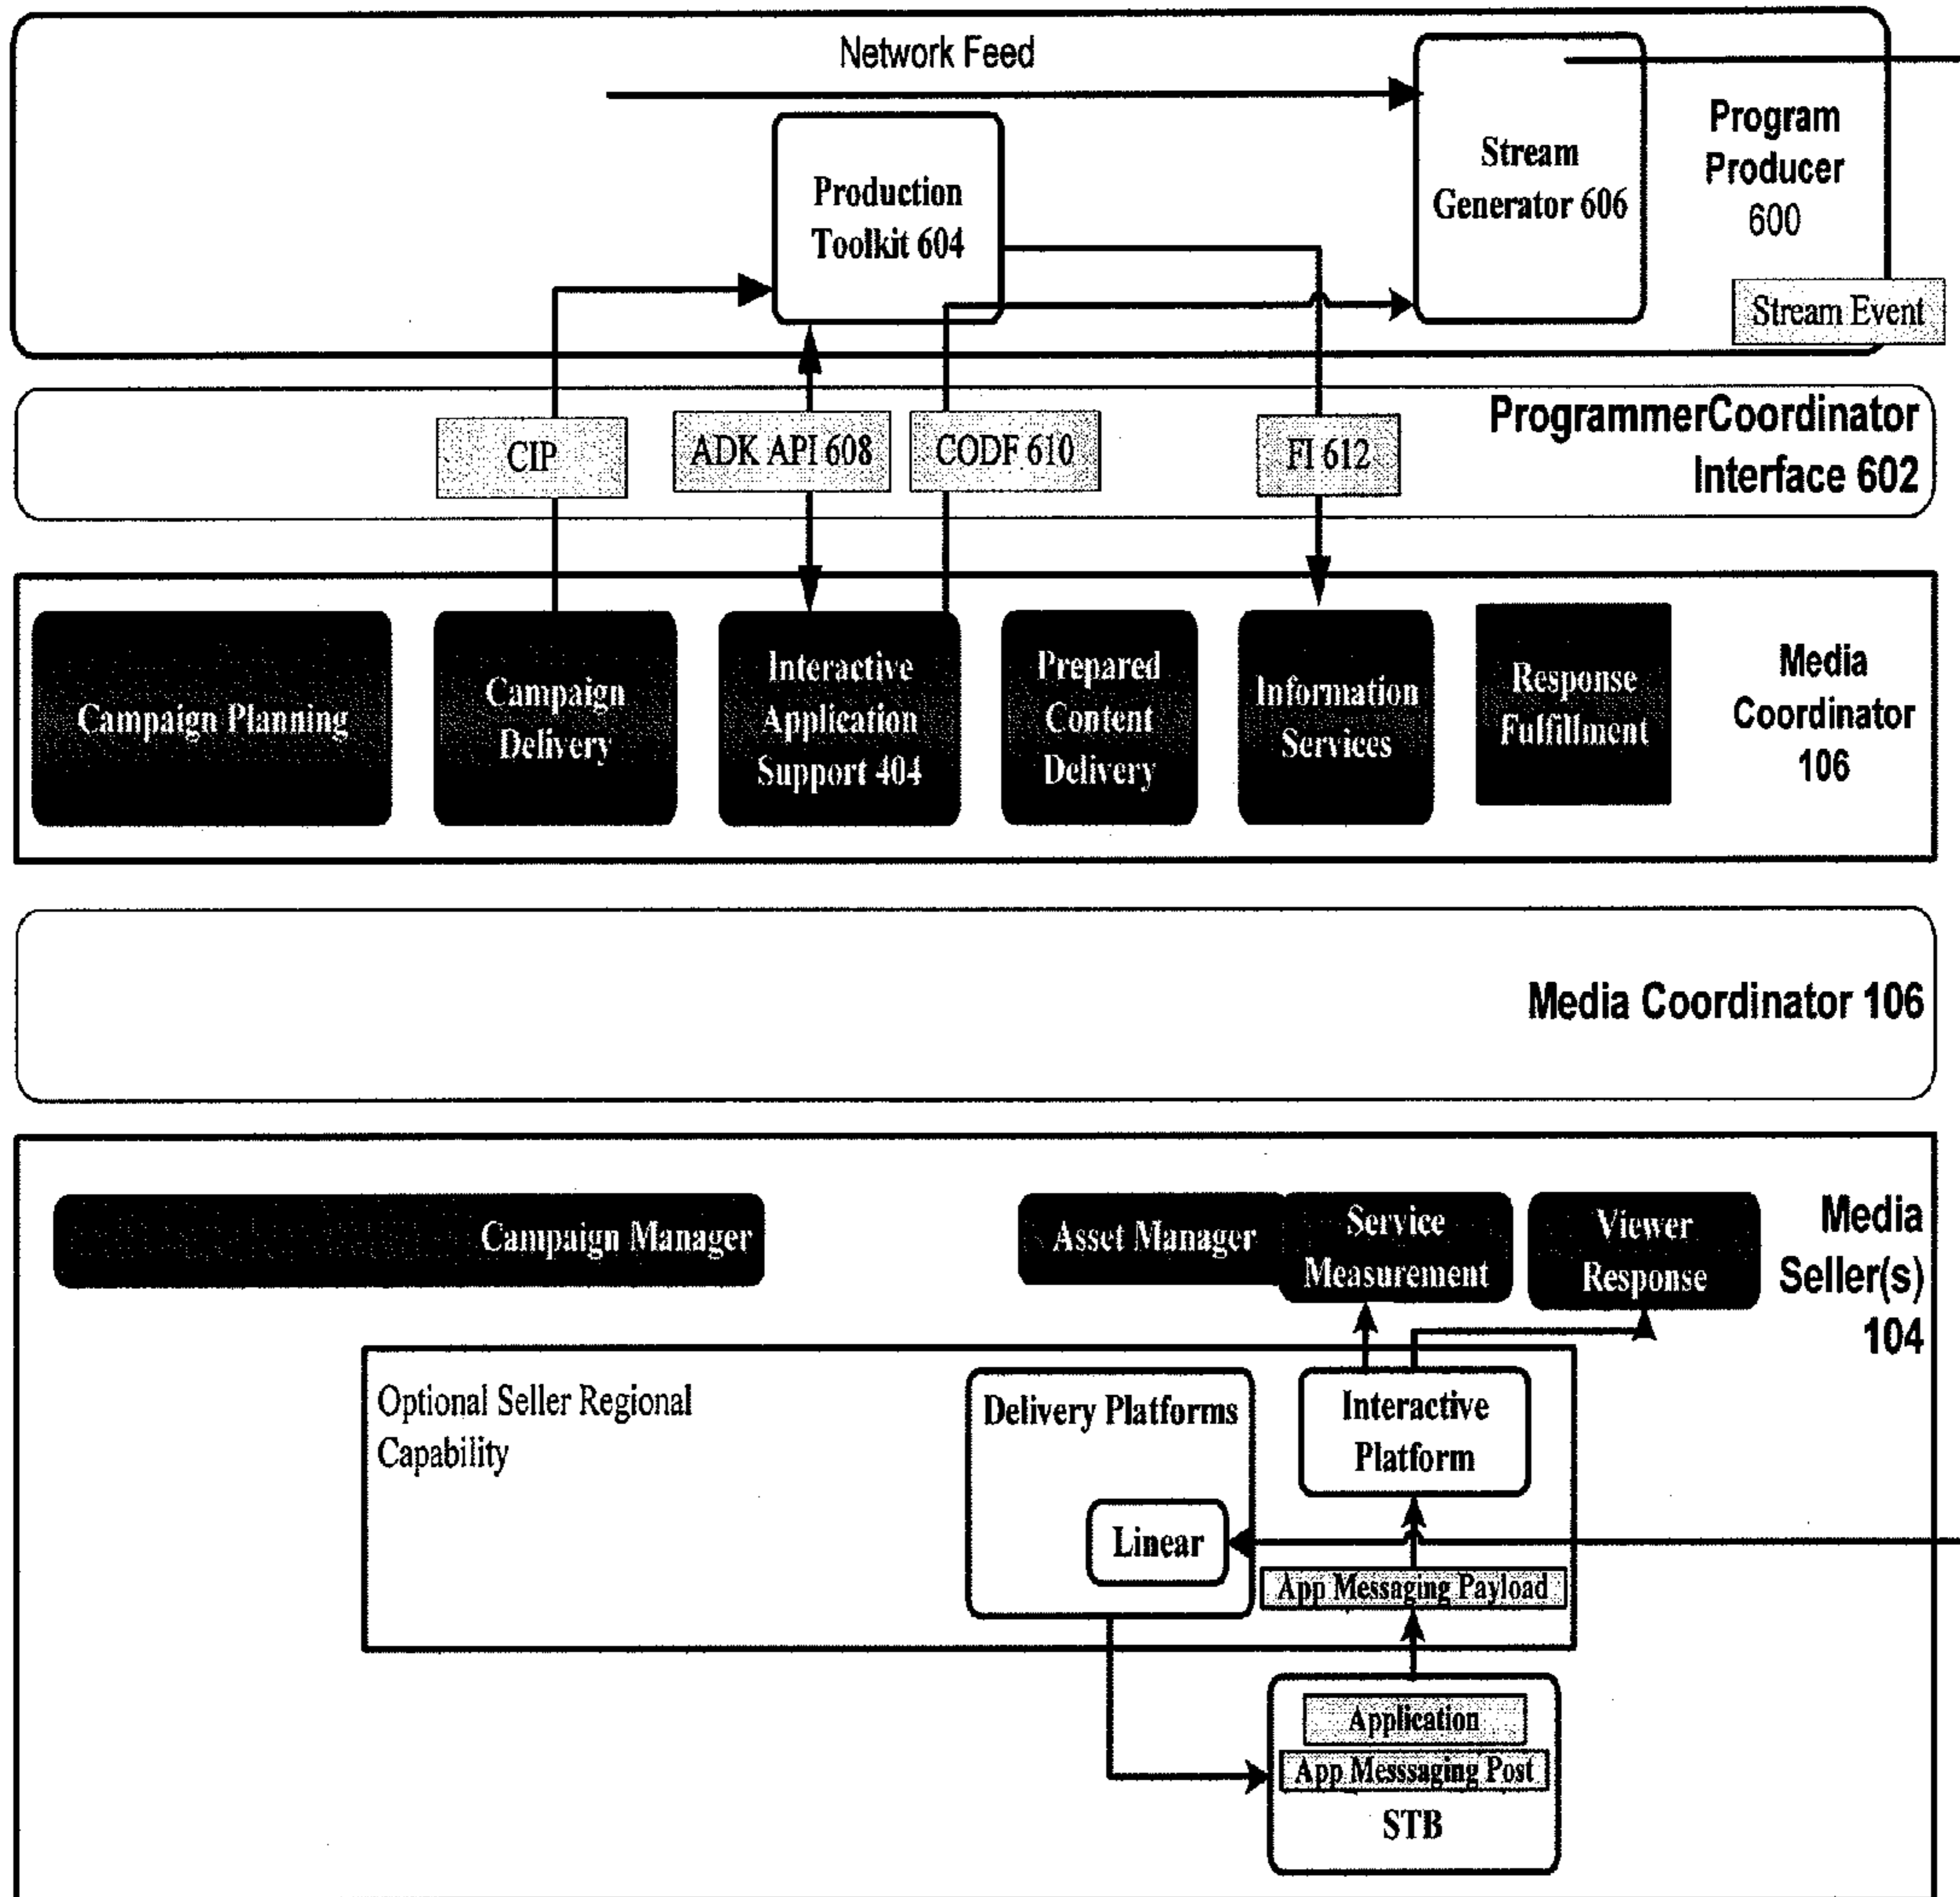 Network Feed
Production
Toolkit 604
Stream
Generator 606
Program
Producer
600
Stream Event
CIP
ADK API 608
CODF 610
FI 612
ProgrammerCoordinator
Interface 602
Campaign Planning
Campaign
Delivery
Interactive
Application
Support 404
Prepared
Content
Delivery
Information
Services
Response
Fulfillment
Media
Coordinator
106
Media Coordinator 106
Campaign Manager
Asset Manager
Service
Measurement
Viewer
Response
Media
Seller(s)
104
Optional Seller Regional
Capability
Delivery Platforms
Linear
Interactive
Platform
App Messaging Payload
Application
App Messsaging Post
STB